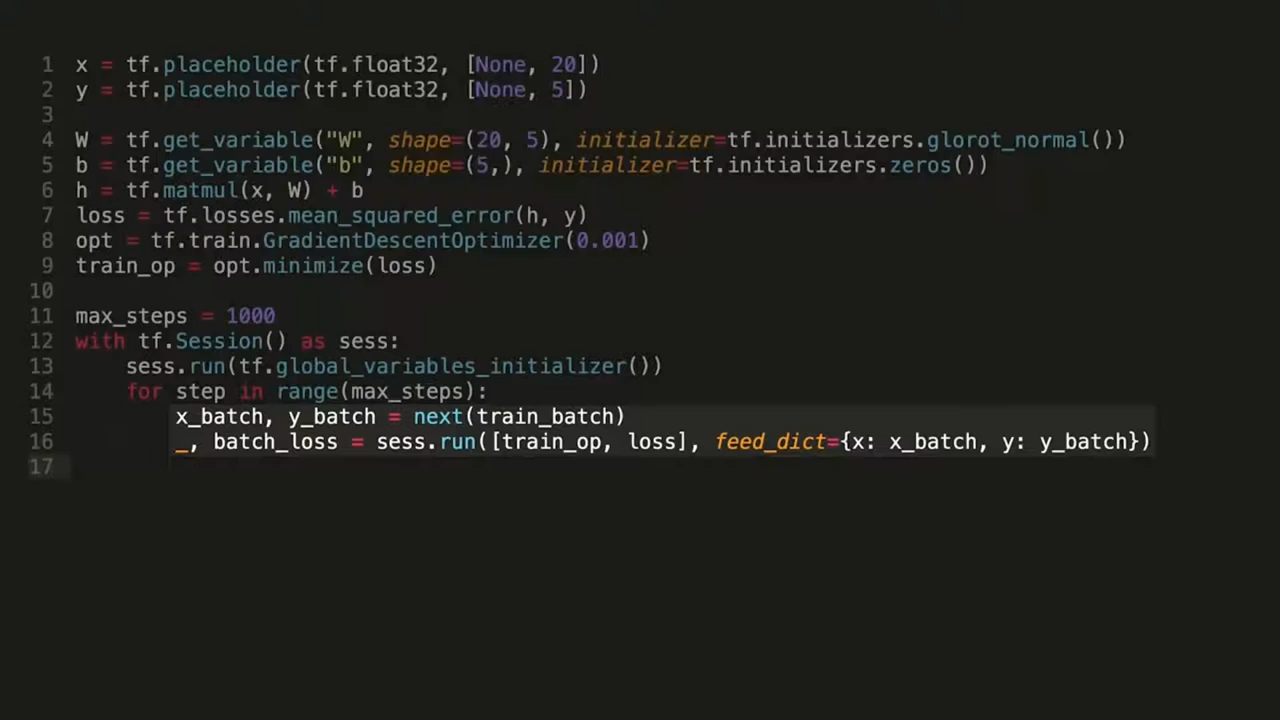 1 x = tf.placeholder(tf.float32, [None, 20])
2 y = tf.placeholder(tf.float32, [None, 5])
3
4 W = tf.get_variable("W", shape=(20, 5), initializer=tf.initializers.glorot_normal())
5 b = tf.get_variable("b", shape=(5,), initializer=tf.initializers.zeros())
6 h = tf.matmul(x, W) + b
7 loss = tf.losses.mean_squared_error(h, y)
8 opt = tf.train.GradientDescentOptimizer(0.001)
9 train_op = opt.minimize(loss)
10
11 max_steps = 1000
12 with tf.Session() as sess:
13     sess.run(tf.global_variables_initializer())
14     for step in range(max_steps):
15         x_batch, y_batch = next(train_batch)
16         _, batch_loss = sess.run([train_op, loss], feed_dict={x: x_batch, y: y_batch})
17